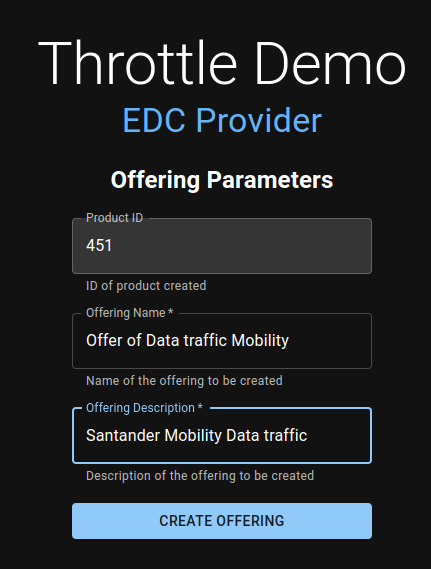 Throttle Demo
EDC Provider
Offering Parameters
Product ID
451
ID of product created
Offering Name *
Offer of Data traffic Mobility
Name of the offering to be created
Offering Description *
Santander Mobility Data traffic
Description of the offering to be created
CREATE OFFERING